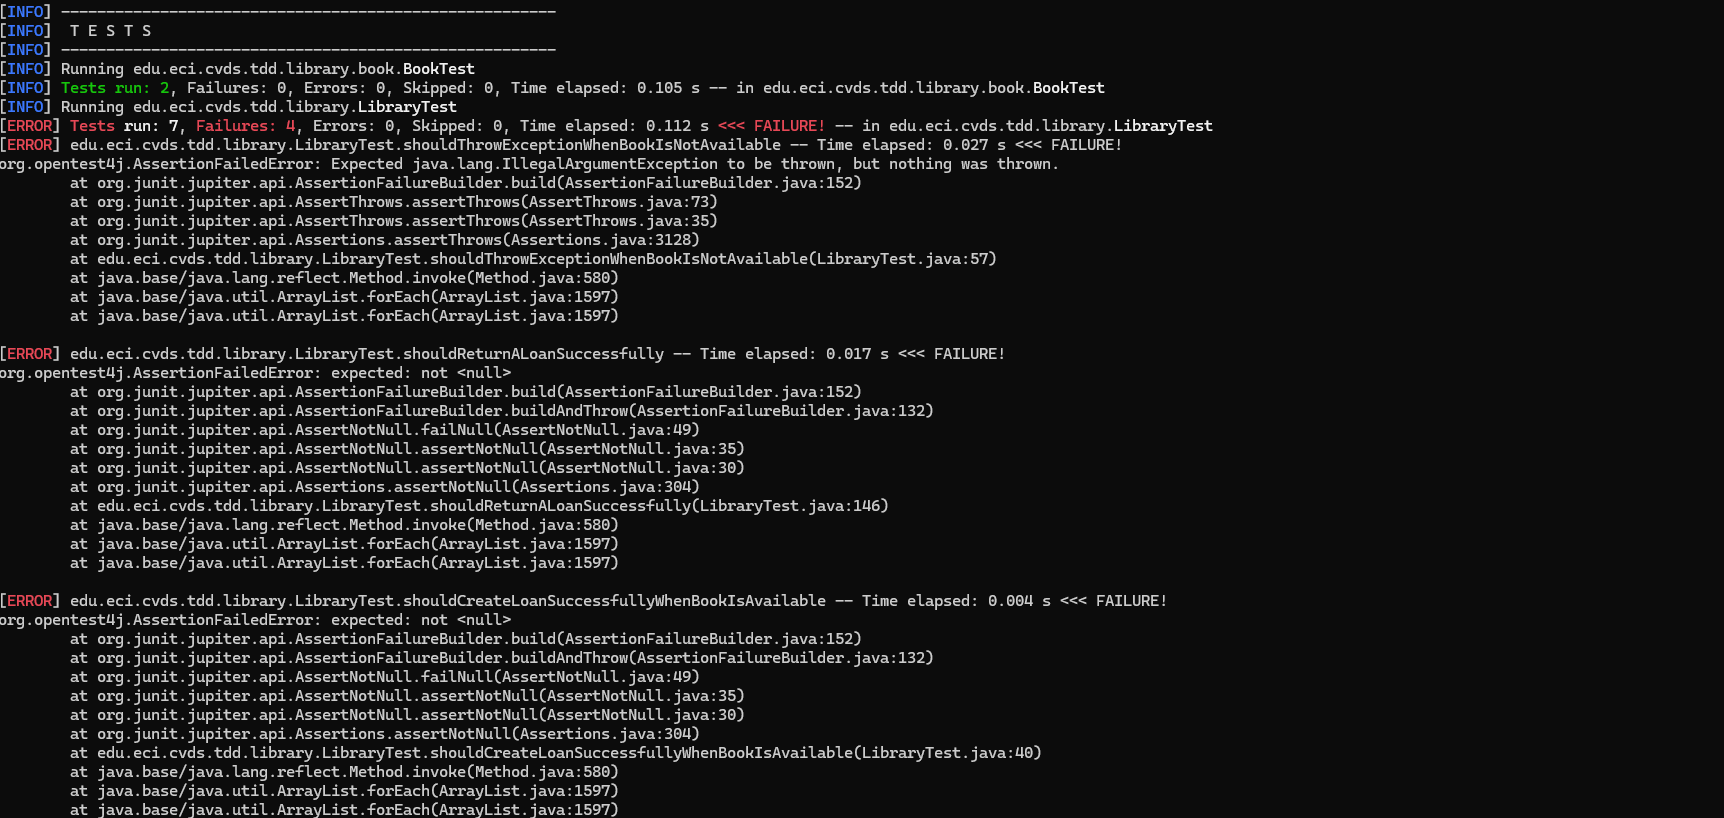 [INFO] -------------------------------------------------------
[INFO]  T E S T S
[INFO] -------------------------------------------------------
[INFO] Running edu.eci.cvds.tdd.library.book.BookTest
[INFO] Tests run: 2, Failures: 0, Errors: 0, Skipped: 0, Time elapsed: 0.105 s -- in edu.eci.cvds.tdd.library.book.BookTest
[INFO] Running edu.eci.cvds.tdd.library.LibraryTest
[ERROR] Tests run: 7, Failures: 4, Errors: 0, Skipped: 0, Time elapsed: 0.112 s <<< FAILURE! -- in edu.eci.cvds.tdd.library.LibraryTest
[ERROR] edu.eci.cvds.tdd.library.LibraryTest.shouldThrowExceptionWhenBookIsNotAvailable -- Time elapsed: 0.027 s <<< FAILURE!
org.opentest4j.AssertionFailedError: Expected java.lang.IllegalArgumentException to be thrown, but nothing was thrown.
        at org.junit.jupiter.api.AssertionFailureBuilder.build(AssertionFailureBuilder.java:152)
        at org.junit.jupiter.api.AssertThrows.assertThrows(AssertThrows.java:73)
        at org.junit.jupiter.api.AssertThrows.assertThrows(AssertThrows.java:35)
        at org.junit.jupiter.api.Assertions.assertThrows(Assertions.java:3128)
        at edu.eci.cvds.tdd.library.LibraryTest.shouldThrowExceptionWhenBookIsNotAvailable(LibraryTest.java:57)
        at java.base/java.lang.reflect.Method.invoke(Method.java:580)
        at java.base/java.util.ArrayList.forEach(ArrayList.java:1597)
        at java.base/java.util.ArrayList.forEach(ArrayList.java:1597)

[ERROR] edu.eci.cvds.tdd.library.LibraryTest.shouldReturnALoanSuccessfully -- Time elapsed: 0.017 s <<< FAILURE!
org.opentest4j.AssertionFailedError: expected: not <null>
        at org.junit.jupiter.api.AssertionFailureBuilder.build(AssertionFailureBuilder.java:152)
        at org.junit.jupiter.api.AssertionFailureBuilder.buildAndThrow(AssertionFailureBuilder.java:132)
        at org.junit.jupiter.api.AssertNotNull.failNull(AssertNotNull.java:49)
        at org.junit.jupiter.api.AssertNotNull.assertNotNull(AssertNotNull.java:35)
        at org.junit.jupiter.api.AssertNotNull.assertNotNull(AssertNotNull.java:30)
        at org.junit.jupiter.api.Assertions.assertNotNull(Assertions.java:304)
        at edu.eci.cvds.tdd.library.LibraryTest.shouldReturnALoanSuccessfully(LibraryTest.java:146)
        at java.base/java.lang.reflect.Method.invoke(Method.java:580)
        at java.base/java.util.ArrayList.forEach(ArrayList.java:1597)
        at java.base/java.util.ArrayList.forEach(ArrayList.java:1597)

[ERROR] edu.eci.cvds.tdd.library.LibraryTest.shouldCreateLoanSuccessfullyWhenBookIsAvailable -- Time elapsed: 0.004 s <<< FAILURE!
org.opentest4j.AssertionFailedError: expected: not <null>
        at org.junit.jupiter.api.AssertionFailureBuilder.build(AssertionFailureBuilder.java:152)
        at org.junit.jupiter.api.AssertionFailureBuilder.buildAndThrow(AssertionFailureBuilder.java:132)
        at org.junit.jupiter.api.AssertNotNull.failNull(AssertNotNull.java:49)
        at org.junit.jupiter.api.AssertNotNull.assertNotNull(AssertNotNull.java:35)
        at org.junit.jupiter.api.AssertNotNull.assertNotNull(AssertNotNull.java:30)
        at org.junit.jupiter.api.Assertions.assertNotNull(Assertions.java:304)
        at edu.eci.cvds.tdd.library.LibraryTest.shouldCreateLoanSuccessfullyWhenBookIsAvailable(LibraryTest.java:40)
        at java.base/java.lang.reflect.Method.invoke(Method.java:580)
        at java.base/java.util.ArrayList.forEach(ArrayList.java:1597)
        at java.base/java.util.ArrayList.forEach(ArrayList.java:1597)